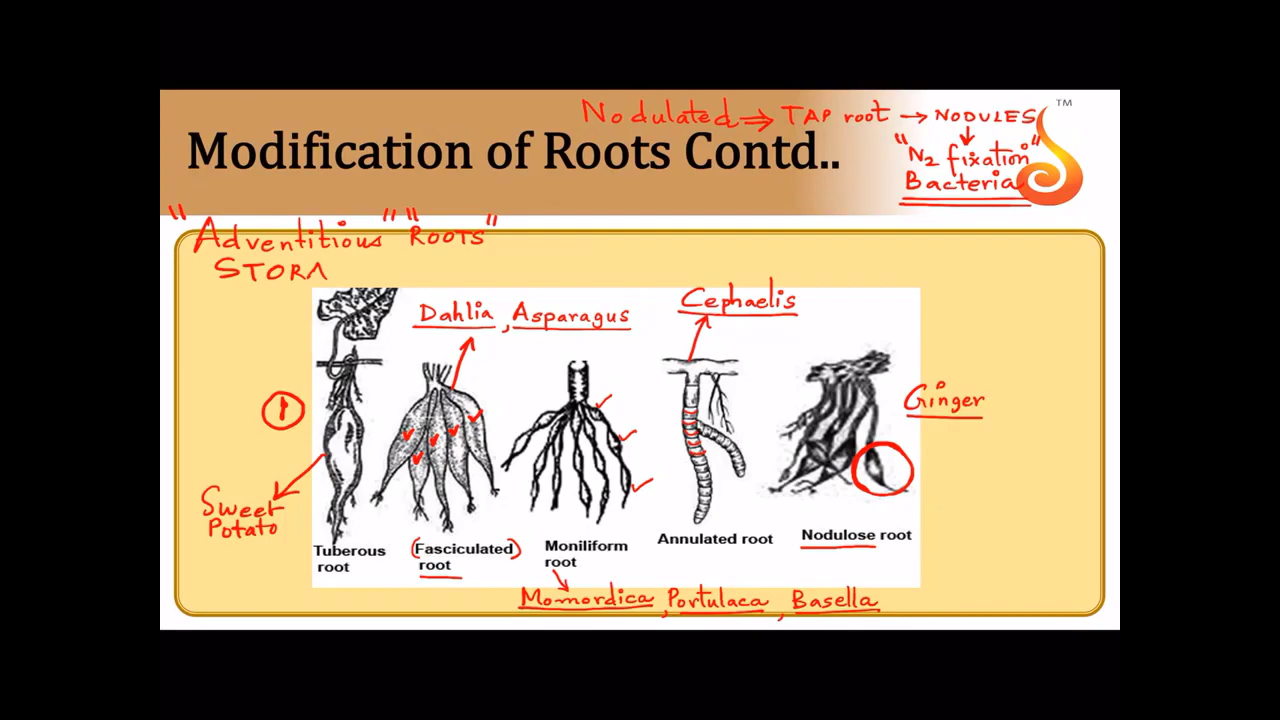 Nodulated ⇒ TAP root → NODULES
TM
Modification of Roots Contd..
"N2 fixation"
Bacteria
"Adventitious" "ROOTS"
STORA
Cephaelis
Dahlia, Asparagus
1
Ginger
Sweet
Potato
Tuberous
root
(Fasciculated)
root
Moniliform
root
Annulated root
Nodulose root
Momordica, Portulaca, Basella